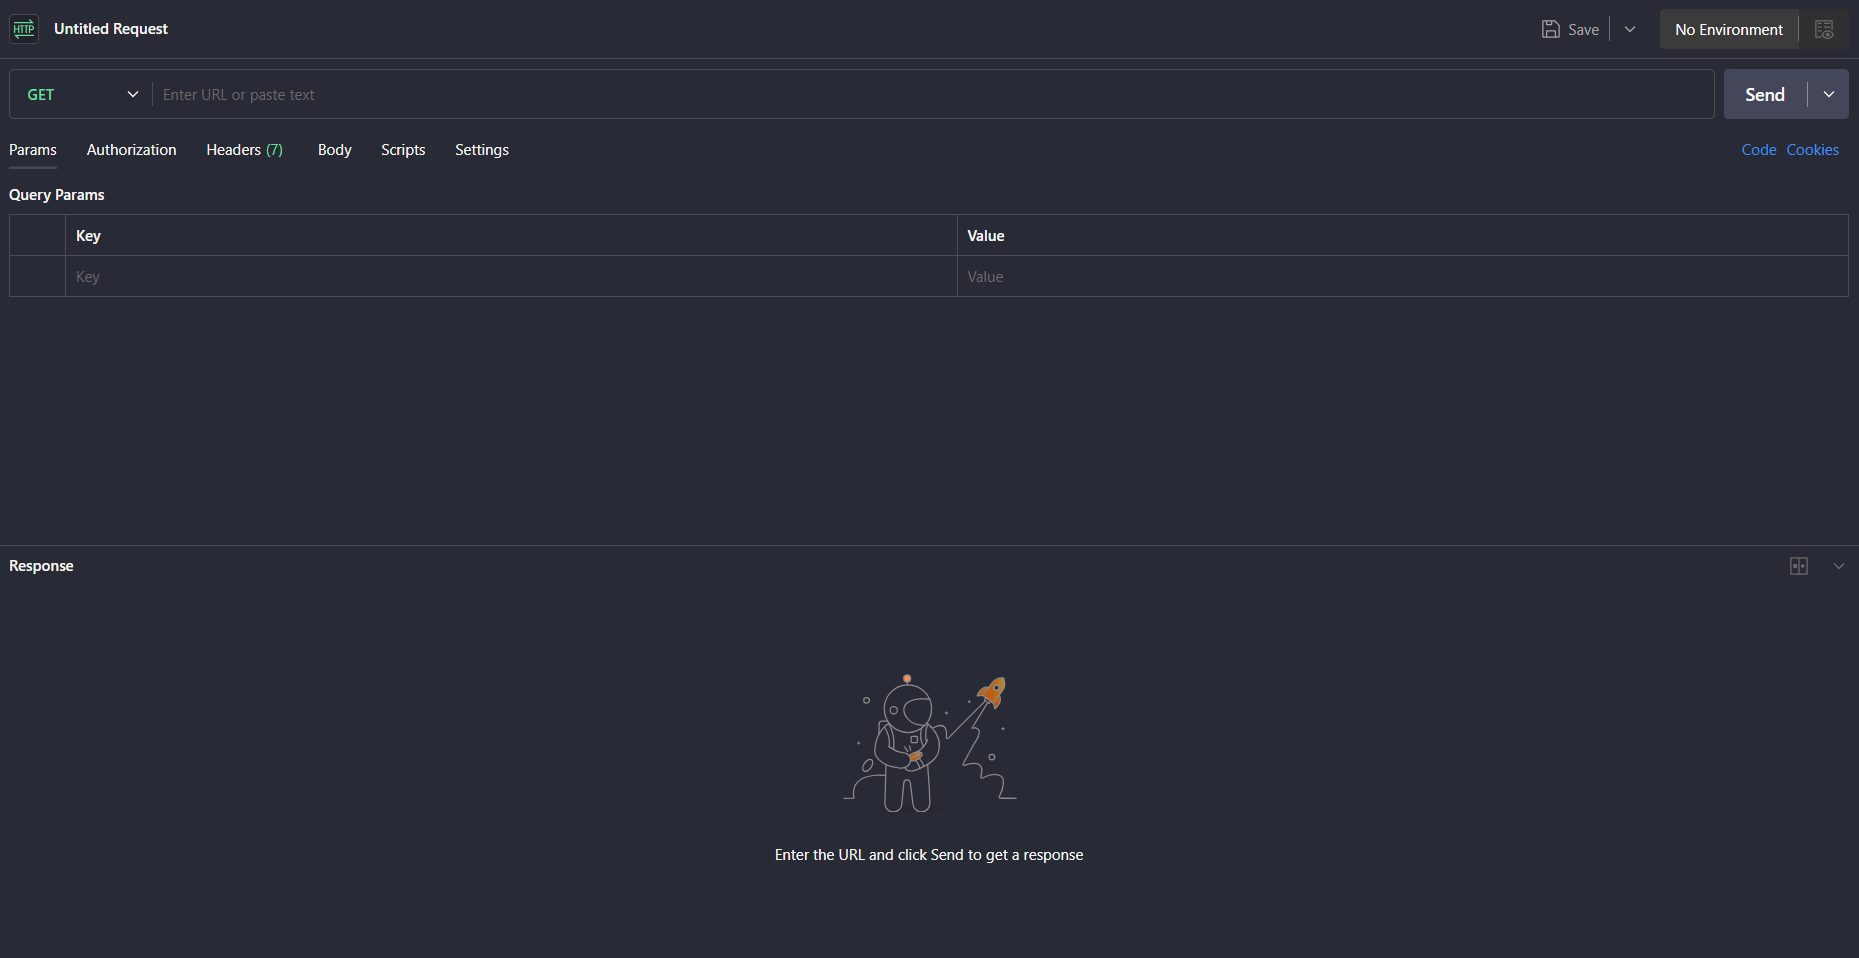 HTTP Untitled Request Save No Environment
GET Enter URL or paste text Send
Params Authorization Headers (7) Body Scripts Settings Code Cookies
Query Params
Key Value
Key Value
Response
Enter the URL and click Send to get a response